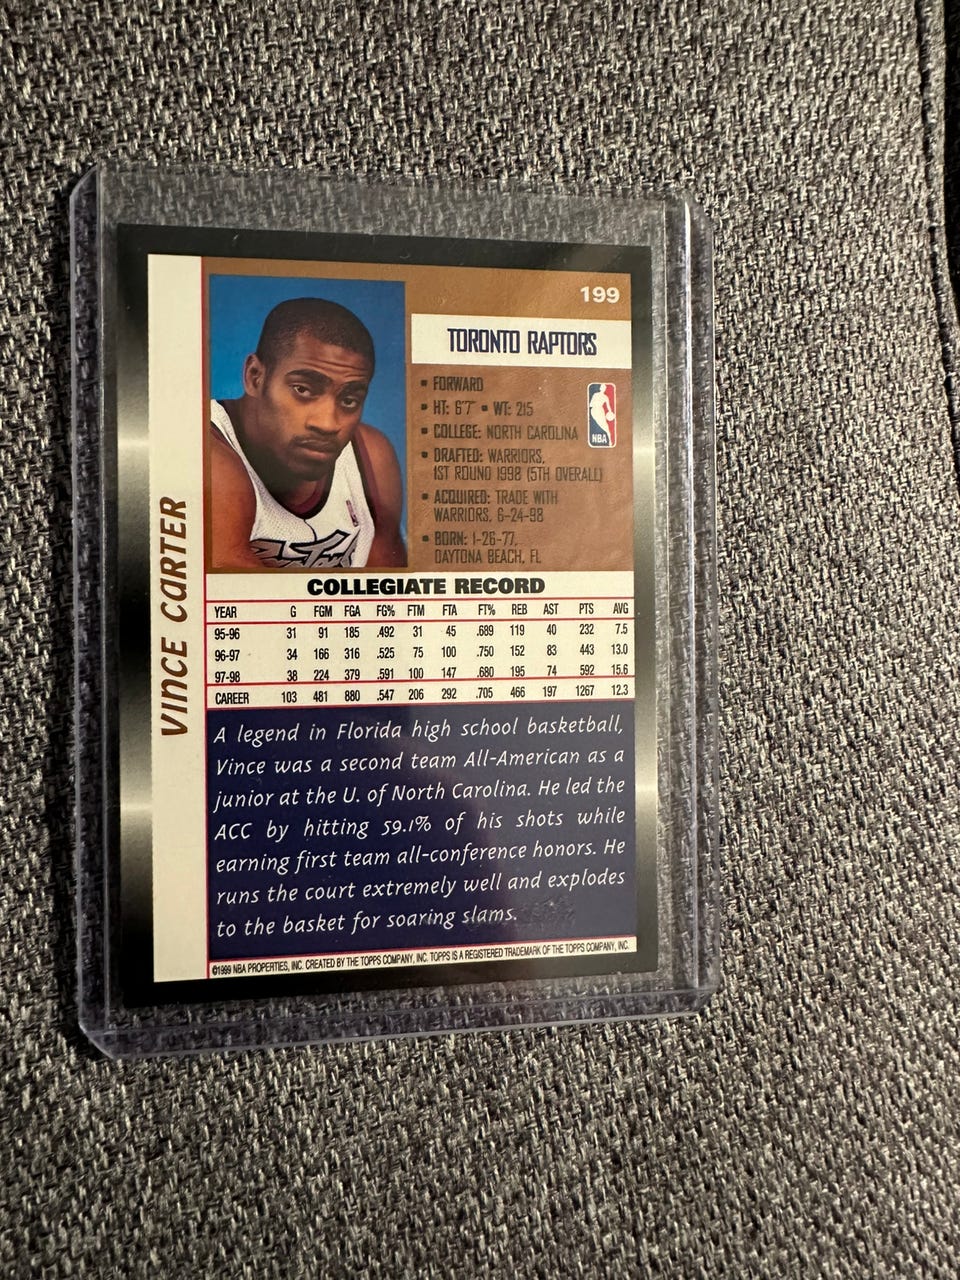 199
TORONTO RAPTORS
• FORWARD
• HT: 6'7" • WT: 215
• COLLEGE: NORTH CAROLINA
• DRAFTED: WARRIORS,
1ST ROUND 1998 (5TH OVERALL)
• ACQUIRED: TRADE WITH
WARRIORS, 6-24-98
• BORN: 1-26-77,
DAYTONA BEACH, FL
NBA
VINCE CARTER
COLLEGIATE RECORD
YEAR G FGM FGA FG% FTM FTA FT% REB AST PTS AVG
95-96 31 91 185 .492 31 45 .689 119 40 232 7.5
96-97 34 166 316 .525 75 100 .750 152 83 443 13.0
97-98 38 224 379 .591 100 147 .680 195 74 592 15.6
CAREER 103 481 880 .547 206 292 .705 466 197 1267 12.3
A legend in Florida high school basketball,
Vince was a second team All-American as a
junior at the U. of North Carolina. He led the
ACC by hitting 59.1% of his shots while
earning first team all-conference honors. He
runs the court extremely well and explodes
to the basket for soaring slams.
©1999 NBA PROPERTIES, INC. CREATED BY THE TOPPS COMPANY, INC. TOPPS IS A REGISTERED TRADEMARK OF THE TOPPS COMPANY, INC.